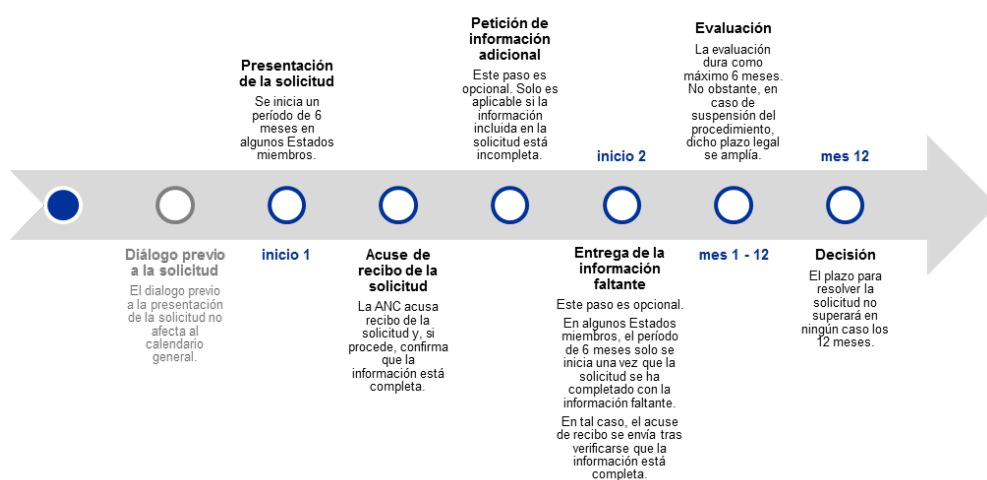 Presentación
de la solicitud
Se inicia un
período de 6
meses en
algunos Estados
miembros.
Petición de
información
adicional
Este paso es
opcional. Solo es
aplicable si la
información
incluida en la
solicitud está
incompleta.
Evaluación
La evaluación
dura como
máximo 6 meses.
No obstante, en
caso de
suspensión del
procedimiento,
dicho plazo legal
se amplía.
inicio 2
mes 12
Diálogo previo
a la solicitud
El dialogo previo
a la presentación
de la solicitud no
afecta al
calendario
general.
inicio 1
Acuse de
recibo de la
solicitud
La ANC acusa
recibo de la
solicitud y, si
procede, confirma
que la
información está
completa.
Entrega de la
información
faltante
Este paso es opcional.
En algunos Estados
miembros, el período
de 6 meses solo se
inicia una vez que la
solicitud se ha
completado con la
información faltante.
En tal caso, el acuse
de recibo se envía tras
verificarse que la
información está
completa.
mes 1 - 12
Decisión
El plazo para
resolver la
solicitud no
superará en
ningún caso los
12 meses.